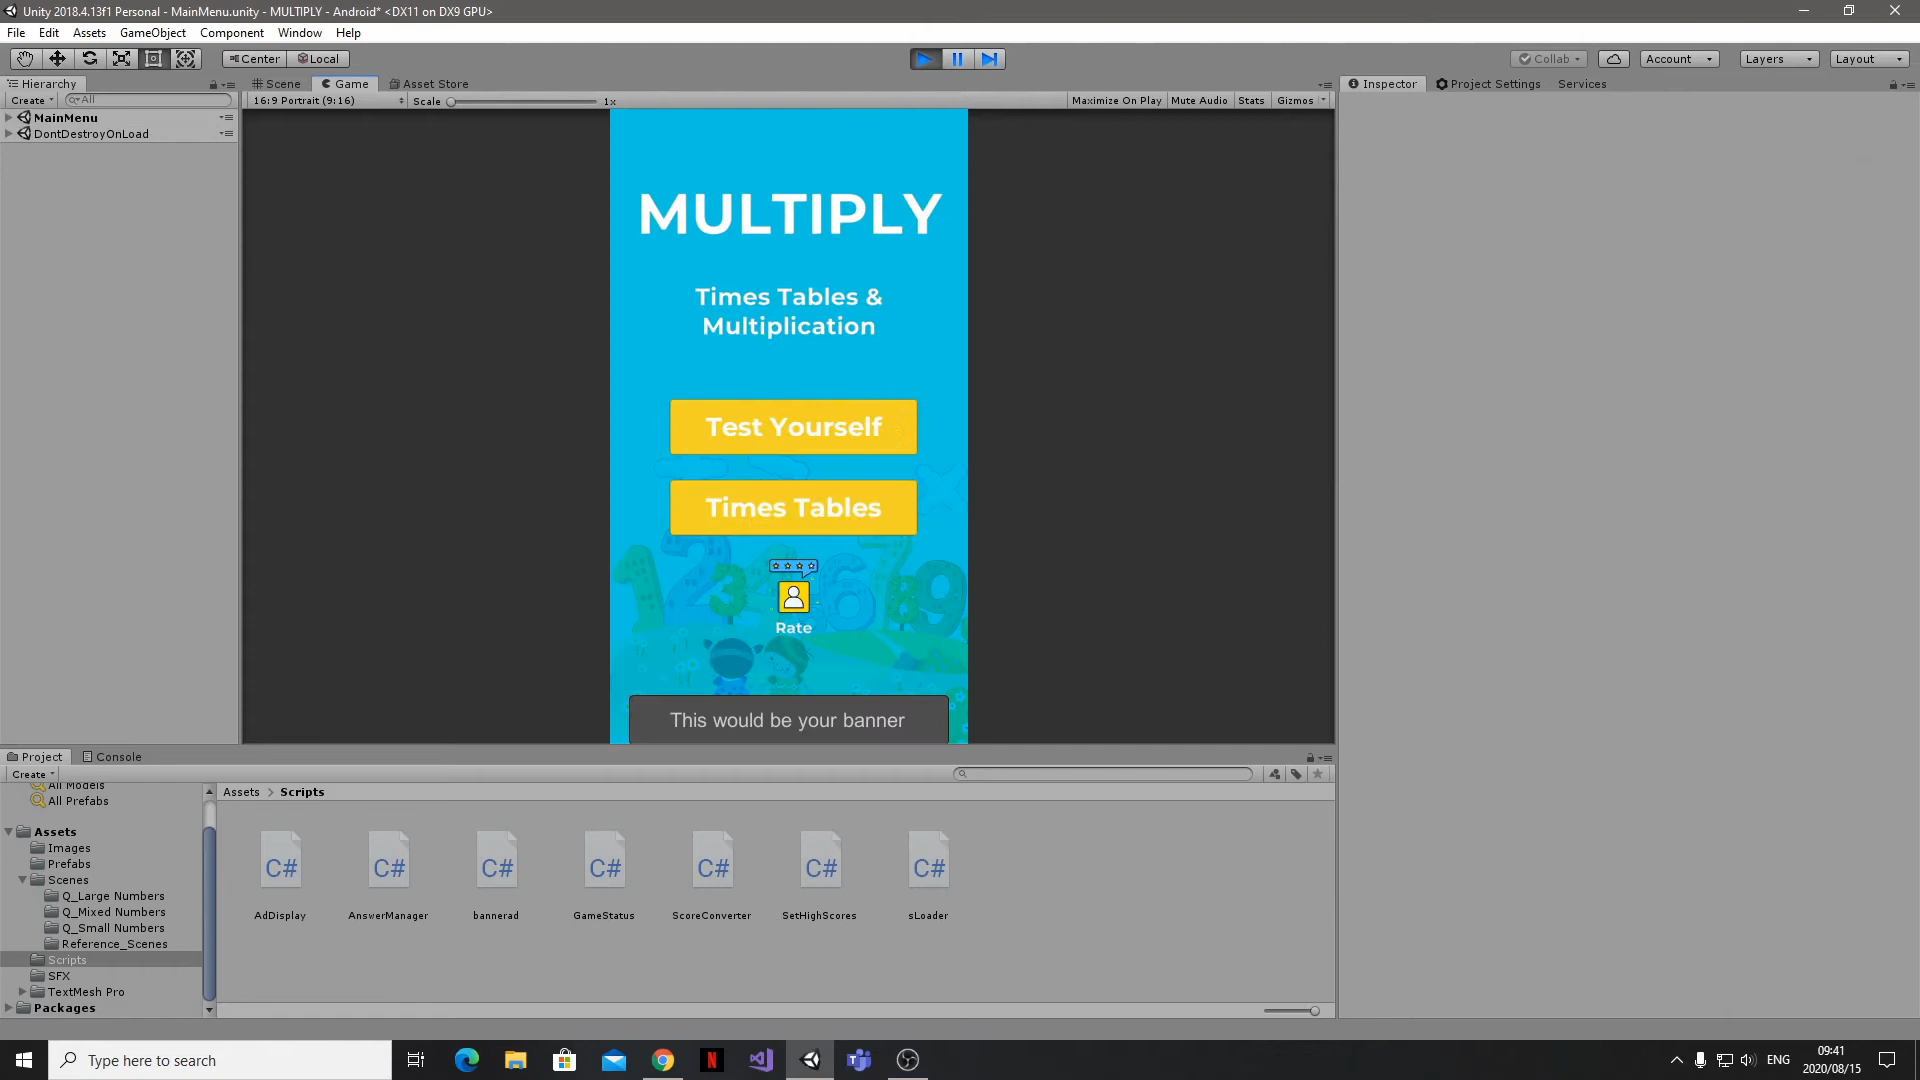 Unity 2018.4.13f1 Personal - MainMenu.unity - MULTIPLY - Android* <DX11 on DX9 GPU>
File Edit Assets GameObject Component Window Help
Center Local
Collab Account Layers Layout
Hierarchy Scene Game Asset Store Inspector Project Settings Services
Create All 16:9 Portrait (9:16) Scale 1x Maximize On Play Mute Audio Stats Gizmos
MainMenu
DontDestroyOnLoad
MULTIPLY
Times Tables &
Multiplication
Test Yourself
Times Tables
Rate
This would be your banner
Project Console
Create
All Models
All Prefabs
Assets
Images
Prefabs
Scenes
Q_Large Numbers
Q_Mixed Numbers
Q_Small Numbers
Reference_Scenes
Scripts
SFX
TextMesh Pro
Packages
Assets > Scripts
C# C# C# C# C# C# C#
AdDisplay AnswerManager bannerad GameStatus ScoreConverter SetHighScores sLoader
Type here to search
ENG
09:41
2020/08/15